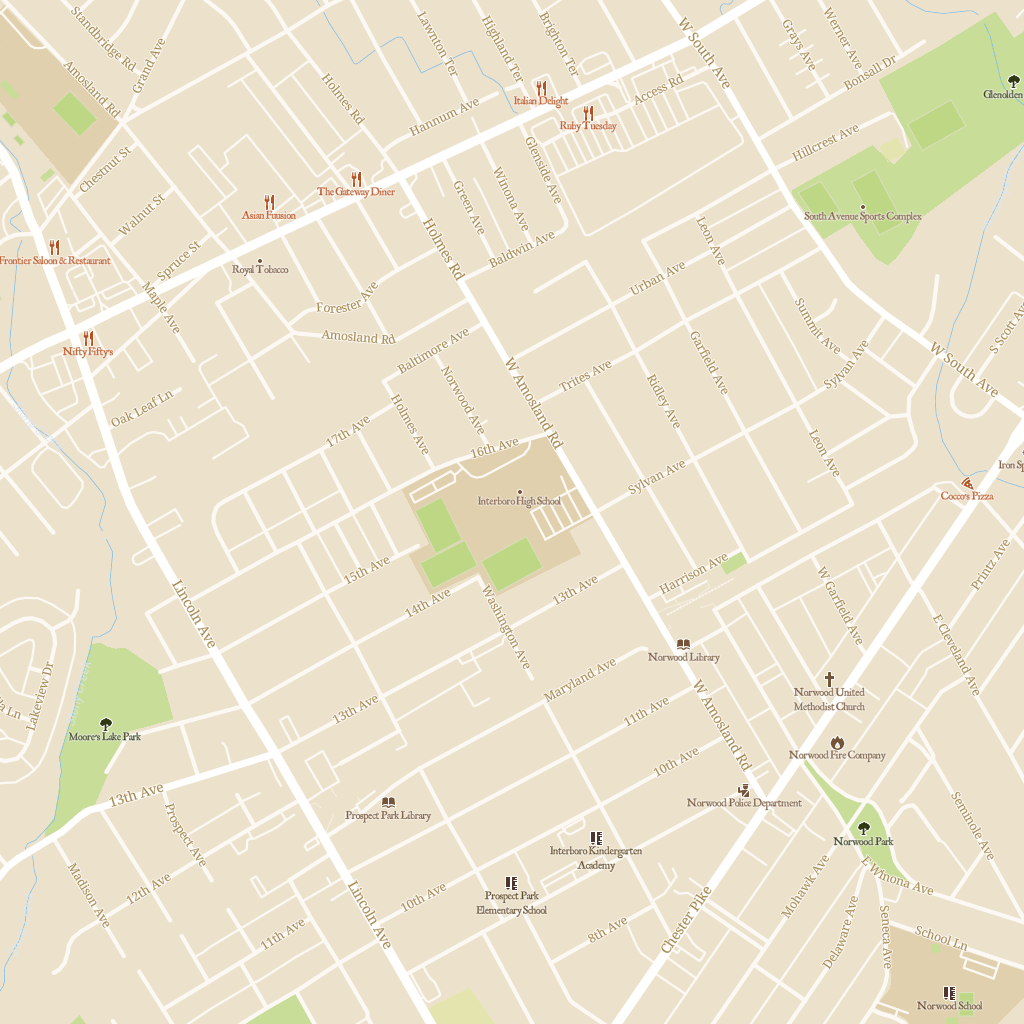 Standbridge Rd
Grand Ave
Lawnton Ter
Highland Ter
Brighton Ter
W South Ave
Grays Ave
Werner Ave
Amosland Rd
Holmes Rd
Hannum Ave
Italian Delight
Access Rd
Bonsall Dr
Glenolden
Ruby Tuesday
Chestnut St
Glenside Ave
Hillcrest Ave
The Gateway Diner
Walnut St
Asian Fuusion
Green Ave
Winona Ave
South Avenue Sports Complex
Frontier Saloon & Restaurant
Spruce St
Royal Tobacco
Holmes Rd
Baldwin Ave
Leon Ave
Urban Ave
Maple Ave
Forester Ave
Amosland Rd
Nifty Fifty's
Baltimore Ave
Summit Ave
S Scott Ave
Sylvan Ave
W South Ave
Garfield Ave
Trites Ave
Norwood Ave
W Amosland Rd
Ridley Ave
Oak Leaf Ln
Holmes Ave
17th Ave
16th Ave
Leon Ave
Sylvan Ave
Interboro High School
Cocco's Pizza
15th Ave
14th Ave
Harrison Ave
13th Ave
Printz Ave
Washington Ave
W Garfield Ave
Lincoln Ave
E Cleveland Ave
Norwood Library
Maryland Ave
Lakeview Dr
Norwood United
Methodist Church
13th Ave
11th Ave
W Amosland Rd
Moore's Lake Park
Norwood Fire Company
10th Ave
13th Ave
Norwood Police Department
Prospect Park Library
Prospect Ave
Seminole Ave
Norwood Park
Interboro Kindergarten
Academy
12th Ave
Madison Ave
Prospect Park
Elementary School
10th Ave
Lincoln Ave
E Winona Ave
Mohawk Ave
Chester Pike
8th Ave
11th Ave
Delaware Ave
Seneca Ave
School Ln
Norwood School